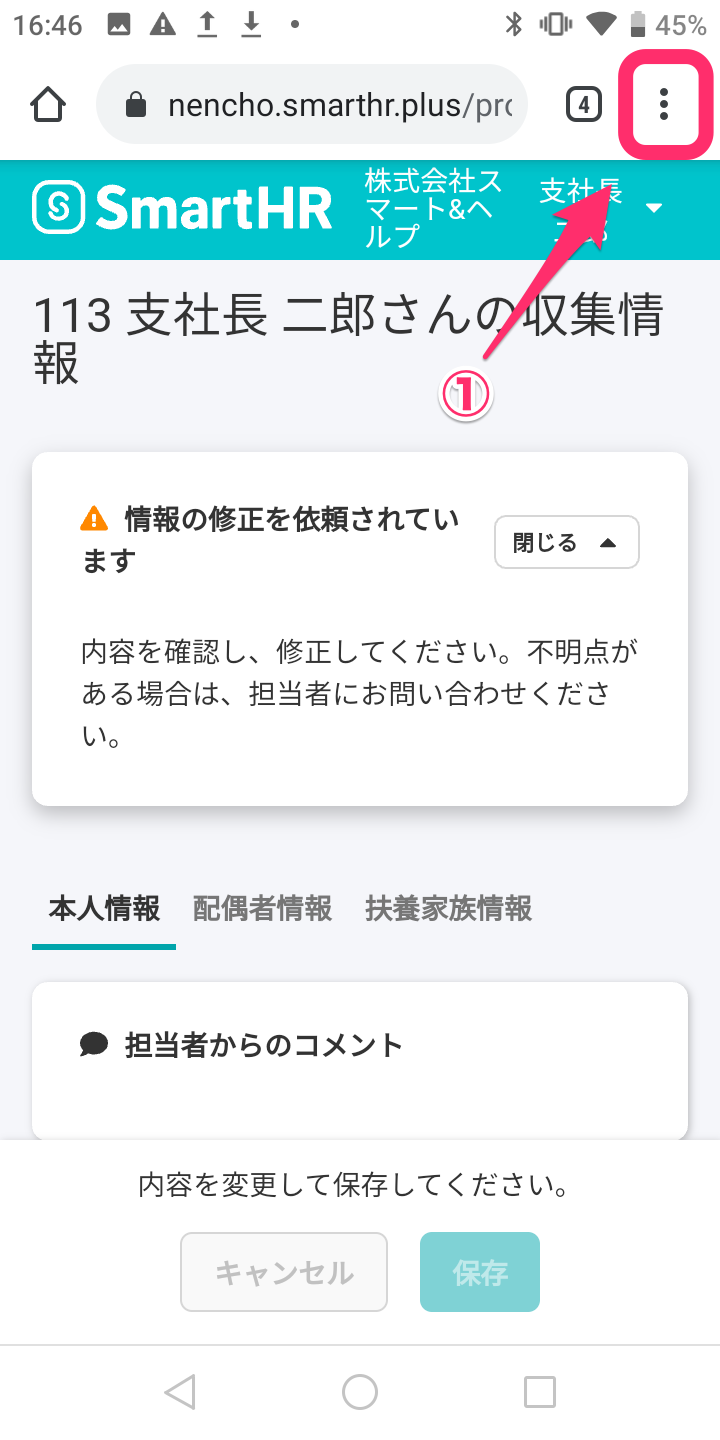 16:46 45%
nencho.smarthr.plus/pro 4
SmartHR
株式会社ス
マート&ヘ
ルプ
支社長
①
113 支社長 二郎さんの収集情
報
情報の修正を依頼されてい
ます
閉じる
内容を確認し、修正してください。不明点が
ある場合は、担当者にお問い合わせくださ
い。
本人情報 配偶者情報 扶養家族情報
担当者からのコメント
内容を変更して保存してください。
キャンセル 保存